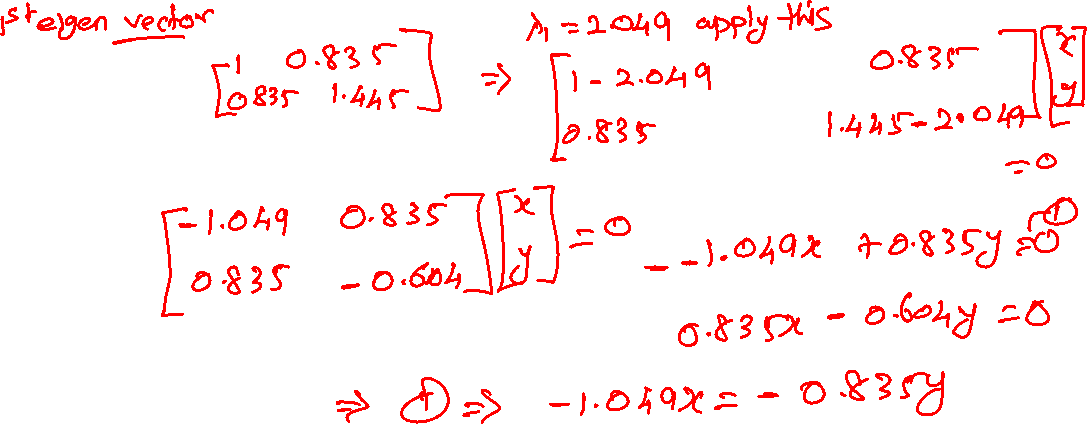 1st eigen vector λ1 = 2.049 apply this
[1 0.835 0.835 1.445] ⇒ [1-2.049 0.835 0.835 1.445-2.049] [x y] =0
[-1.049 0.835 0.835 -0.604] [x y] =0
--1.049x +0.835y=0 ①
0.835x - 0.604y =0
⇒ ① ⇒ -1.049x = -0.835y